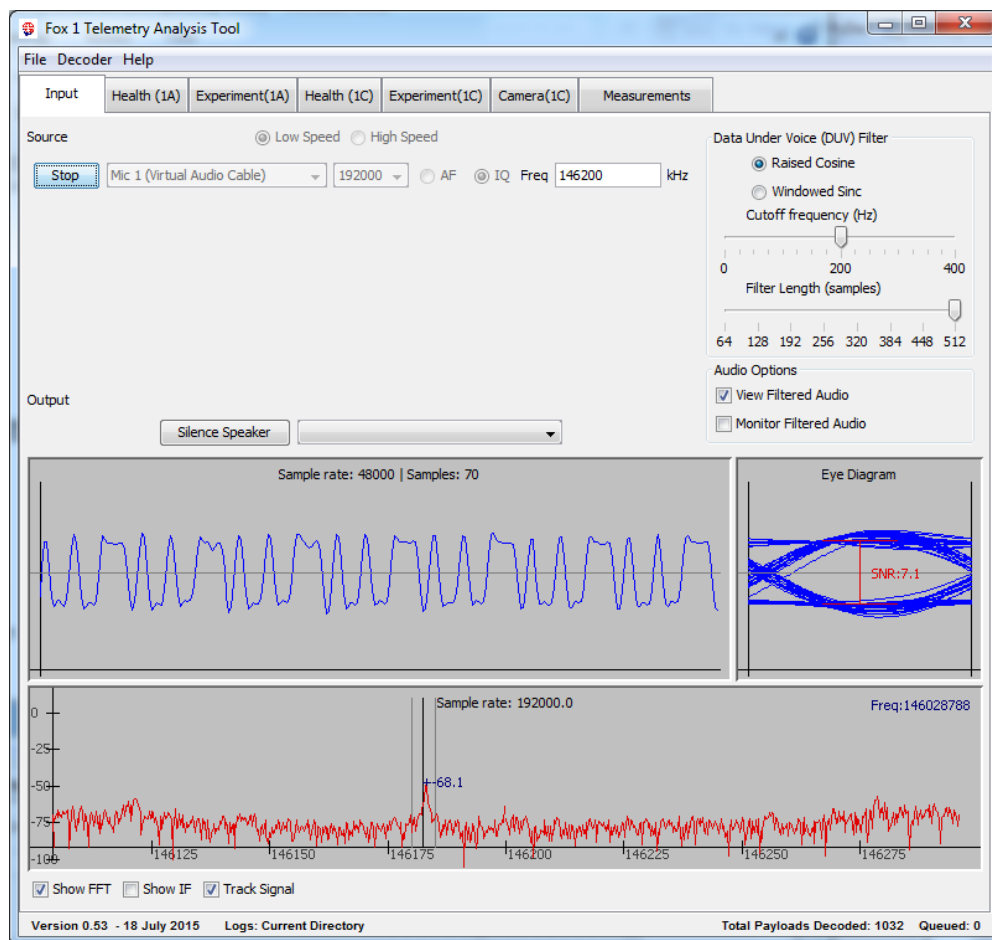 Fox 1 Telemetry Analysis Tool
File Decoder Help
Input Health (1A) Experiment(1A) Health (1C) Experiment(1C) Camera(1C) Measurements
Source Low Speed High Speed
Stop Mic 1 (Virtual Audio Cable) 192000 AF IQ Freq 146200 kHz
Data Under Voice (DUV) Filter
Raised Cosine
Windowed Sinc
Cutoff frequency (Hz)
0 200 400
Filter Length (samples)
64 128 192 256 320 384 448 512
Audio Options
View Filtered Audio
Monitor Filtered Audio
Output
Silence Speaker
Sample rate: 48000 | Samples: 70
Eye Diagram
SNR:7.1
Sample rate: 192000.0
Freq:146028788
0
-25
-50
-75
-100
-68.1
146125 146150 146175 146200 146225 146250 146275
Show FFT Show IF Track Signal
Version 0.53 - 18 July 2015 Logs: Current Directory Total Payloads Decoded: 1032 Queued: 0